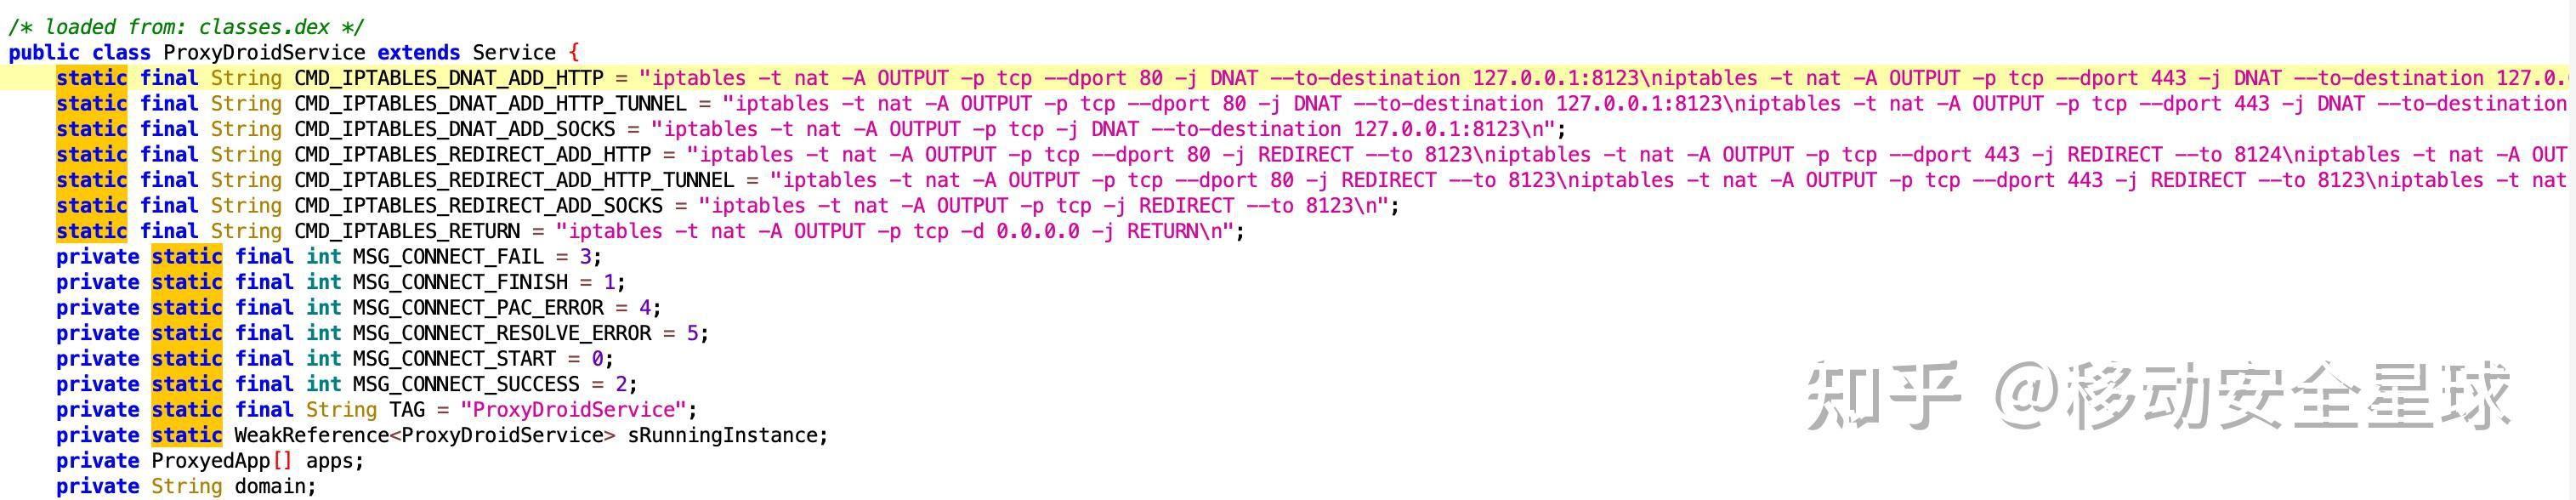 /* loaded from: classes.dex */
public class ProxyDroidService extends Service {
static final String CMD_IPTABLES_DNAT_ADD_HTTP = "iptables -t nat -A OUTPUT -p tcp --dport 80 -j DNAT --to-destination 127.0.0.1:8123\niptables -t nat -A OUTPUT -p tcp --dport 443 -j DNAT --to-destination 127.0.
static final String CMD_IPTABLES_DNAT_ADD_HTTP_TUNNEL = "iptables -t nat -A OUTPUT -p tcp --dport 80 -j DNAT --to-destination 127.0.0.1:8123\niptables -t nat -A OUTPUT -p tcp --dport 443 -j DNAT --to-destination
static final String CMD_IPTABLES_DNAT_ADD_SOCKS = "iptables -t nat -A OUTPUT -p tcp -j DNAT --to-destination 127.0.0.1:8123\n";
static final String CMD_IPTABLES_REDIRECT_ADD_HTTP = "iptables -t nat -A OUTPUT -p tcp --dport 80 -j REDIRECT --to 8123\niptables -t nat -A OUTPUT -p tcp --dport 443 -j REDIRECT --to 8124\niptables -t nat -A OUT
static final String CMD_IPTABLES_REDIRECT_ADD_HTTP_TUNNEL = "iptables -t nat -A OUTPUT -p tcp --dport 80 -j REDIRECT --to 8123\niptables -t nat -A OUTPUT -p tcp --dport 443 -j REDIRECT --to 8123\niptables -t nat
static final String CMD_IPTABLES_REDIRECT_ADD_SOCKS = "iptables -t nat -A OUTPUT -p tcp -j REDIRECT --to 8123\n";
static final String CMD_IPTABLES_RETURN = "iptables -t nat -A OUTPUT -p tcp -d 0.0.0.0 -j RETURN\n";
private static final int MSG_CONNECT_FAIL = 3;
private static final int MSG_CONNECT_FINISH = 1;
private static final int MSG_CONNECT_PAC_ERROR = 4;
private static final int MSG_CONNECT_RESOLVE_ERROR = 5;
private static final int MSG_CONNECT_START = 0;
private static final int MSG_CONNECT_SUCCESS = 2;
private static final String TAG = "ProxyDroidService";
private static WeakReference<ProxyDroidService> sRunningInstance;
private ProxyedApp[] apps;
private String domain;
知乎 @移动安全星球